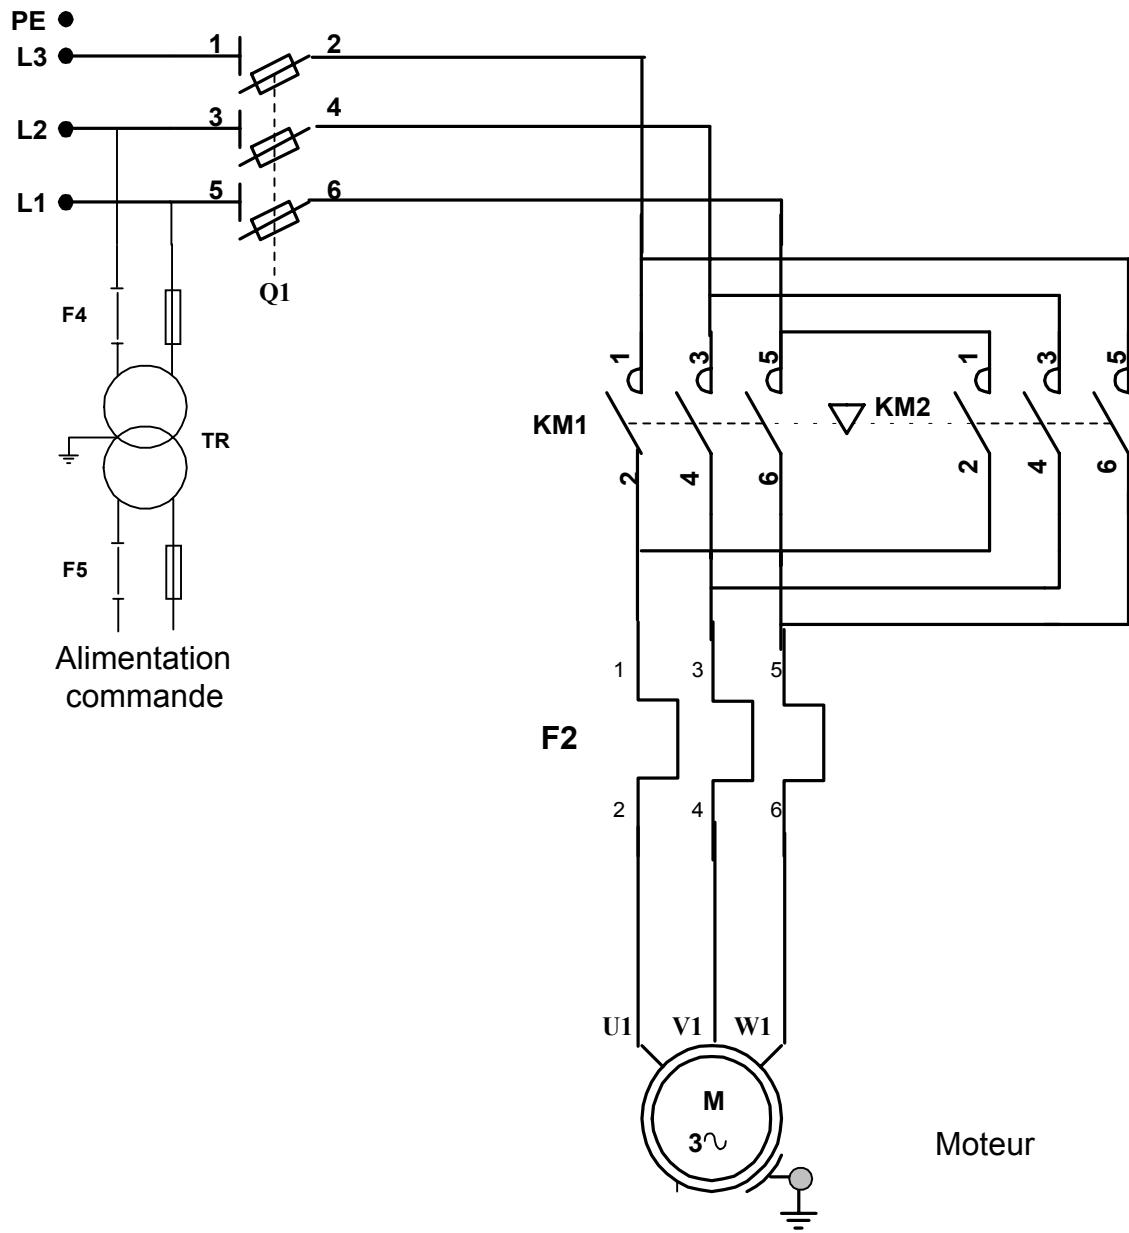 PE
L3 1 2
L2 3 4
L1 5 6
Q1
F4
1 3 5 1 3 5
KM1 KM2
TR
2 4 6 2 4 6
F5
Alimentation
commande
1 3 5
F2
2 4 6
U1 V1 W1
M
3∿
Moteur